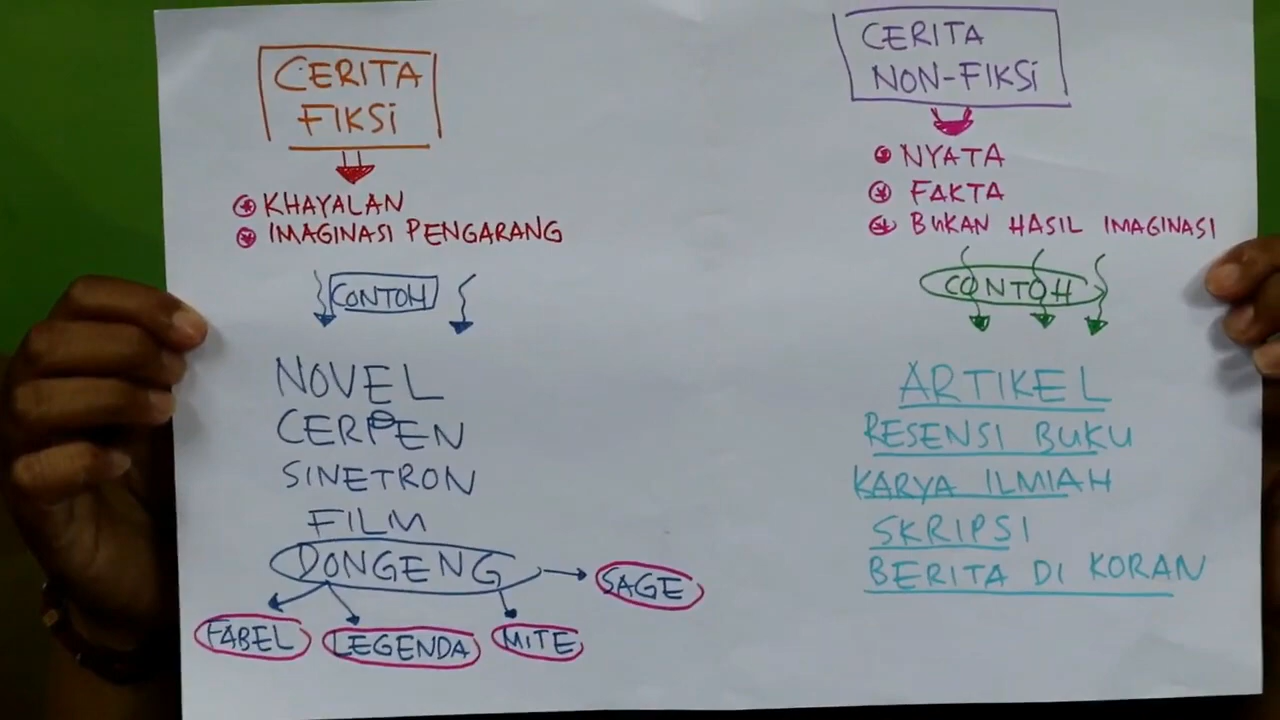 CERITA
FIKSi
KHAYALAN
IMAGINASI PENGARANG
CONTOH
NOVEL
CERPEN
SINETRON
FILM
DONGENG
SAGE
FABEL
LEGENDA
MITE
CERITA
NON-FIKSi
NYATA
FAKTA
BUKAN HASIL IMAGINASI
CONTOH
ARTIKEL
RESENSI BUKU
KARYA ILMIAH
SKRIPSI
BERITA DI KORAN